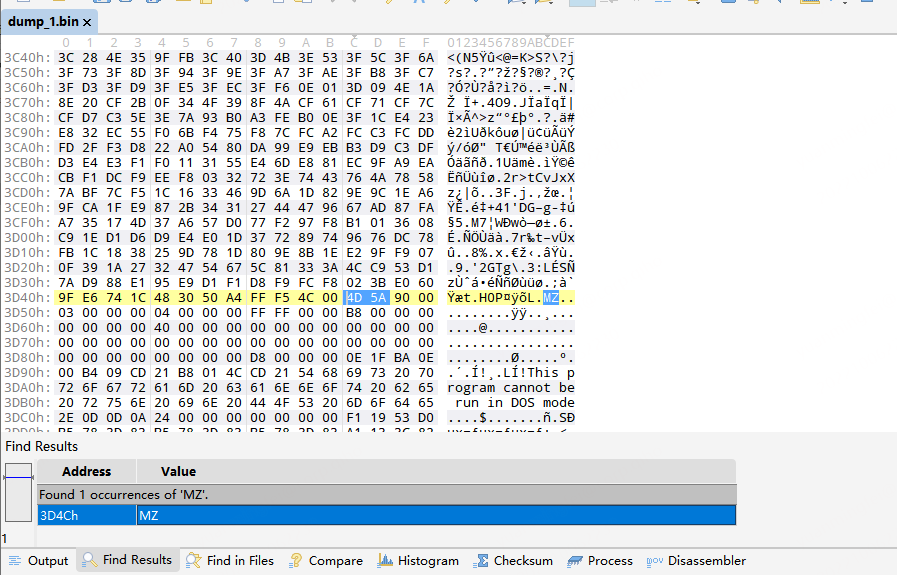 dump_1.bin ×
0 1 2 3 4 5 6 7 8 9 A B C D E F 0123456789ABCDEF
3C40h: 3C 28 4E 35 9F FB 3C 40 3D 4B 3E 53 3F 5C 3F 6A <(N5Ÿû<@=K>S?\?j
3C50h: 3F 73 3F 8D 3F 94 3F 9E 3F A7 3F AE 3F B8 3F C7 ?s?.?”?ž?§?®?¸?Ç
3C60h: 3F D3 3F D9 3F E5 3F EC 3F F6 0E 01 3D 09 4E 1A ?Ó?Ù?å?ì?ö..=.N.
3C70h: 8E 20 CF 2B 0F 34 4F 39 8F 4A CF 61 CF 71 CF 7C Ž Ï+.4O9.JÏaÏqÏ|
3C80h: CF D7 C3 5E 3E 7A 93 B0 A3 FE B0 0E 3F 1C E4 23 Ï×Ã^>z“°£þ°.?.ä#
3C90h: E8 32 EC 55 F0 6B F4 75 F8 7C FC A2 FC C3 FC DD è2ìUðkôuø|ü¢üÃüÝ
3CA0h: FD 2F F3 D8 22 A0 54 80 DA 99 E9 EB B3 D9 C3 DF ý/óØ" T€Ú™éë³ÙÃß
3CB0h: D3 E4 E3 F1 F0 11 31 55 E4 6D E8 81 EC 9F A9 EA Óäãñð.1Uämè.ìŸ©ê
3CC0h: CB F1 DC F9 EE F8 03 32 72 3E 74 43 76 4A 78 58 ËñÜùîø.2r>tCvJxX
3CD0h: 7A BF 7C F5 1C 16 33 46 9D 6A 1D 82 9E 9C 1E A6 z¿|õ..3F.j.‚žœ.¦
3CE0h: 9F CA 1F E9 87 2B 34 31 27 44 47 96 67 AD 87 FA ŸÊ.é‡+41'DG–g-‡ú
3CF0h: A7 35 17 4D 37 A6 57 D0 77 F2 97 F8 B1 01 36 08 §5.M7¦WÐwò—ø±.6.
3D00h: C9 1E D1 D6 D9 E4 E0 1D 37 72 89 74 96 76 DC 78 É.ÑÖÙäà.7r‰t–vÜx
3D10h: FB 1C 18 38 25 9D 78 1D 80 9E 8B 1E E2 9F F9 07 û..8%.x.€ž‹.âŸù.
3D20h: 0F 39 1A 27 32 47 54 67 5C 81 33 3A 4C C9 53 D1 .9.'2GTg\.3:LÉSÑ
3D30h: 7A D9 88 E1 95 E9 D1 F1 D8 F9 FC F8 02 3B E0 60 zÙˆá•éÑñØùüø.;à`
3D40h: 9F E6 74 1C 48 30 50 A4 FF F5 4C 00 4D 5A 90 00 Ÿæt.H0P¤ÿõL.MZ..
3D50h: 03 00 00 00 04 00 00 00 FF FF 00 00 B8 00 00 00 ........ÿÿ..¸...
3D60h: 00 00 00 00 40 00 00 00 00 00 00 00 00 00 00 00 ....@...........
3D70h: 00 00 00 00 00 00 00 00 00 00 00 00 00 00 00 00 ................
3D80h: 00 00 00 00 00 00 00 00 D8 00 00 00 0E 1F BA 0E ........Ø.....º.
3D90h: 00 B4 09 CD 21 B8 01 4C CD 21 54 68 69 73 20 70 .´.Í!¸.LÍ!This p
3DA0h: 72 6F 67 72 61 6D 20 63 61 6E 6E 6F 74 20 62 65 rogram cannot be
3DB0h: 20 72 75 6E 20 69 6E 20 44 4F 53 20 6D 6F 64 65 run in DOS mode
3DC0h: 2E 0D 0D 0A 24 00 00 00 00 00 00 00 F1 19 53 D0 ....$.......ñ.SÐ
Find Results
Address Value
Found 1 occurrences of 'MZ'.
3D4Ch MZ
1
Output Find Results Find in Files Compare Histogram Checksum Process Disassembler